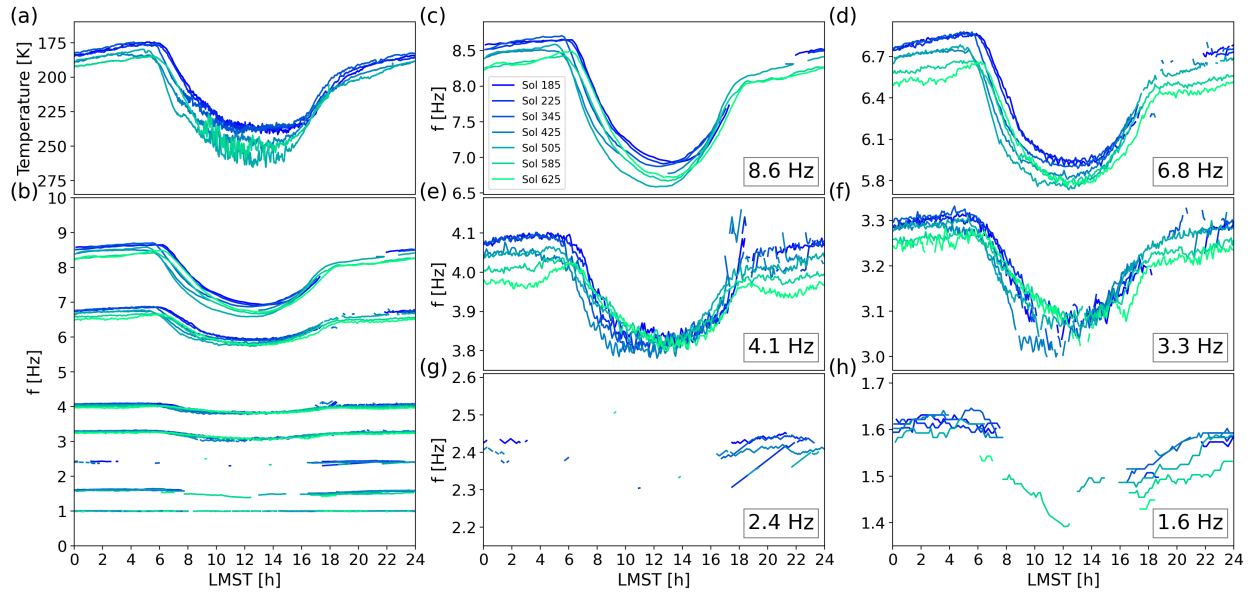 (a)
175
200
225
250
275
Temperature [K]
(b)
10
9
8
7
6
5
4
3
2
1
0
f [Hz]
0 2 4 6 8 10 12 14 16 18 20 22 24
LMST [h]
(c)
8.5
8.0
7.5
7.0
6.5
f [Hz]
Sol 185
Sol 225
Sol 345
Sol 425
Sol 505
Sol 585
Sol 625
8.6 Hz
(d)
6.7
6.4
6.1
5.8
6.8 Hz
(e)
4.1
4.0
3.9
3.8
f [Hz]
4.1 Hz
(f)
3.3
3.2
3.1
3.0
3.3 Hz
(g)
2.6
2.5
2.4
2.3
2.2
f [Hz]
2.4 Hz
0 2 4 6 8 10 12 14 16 18 20 22 24
LMST [h]
(h)
1.7
1.6
1.5
1.4
1.6 Hz
0 2 4 6 8 10 12 14 16 18 20 22 24
LMST [h]